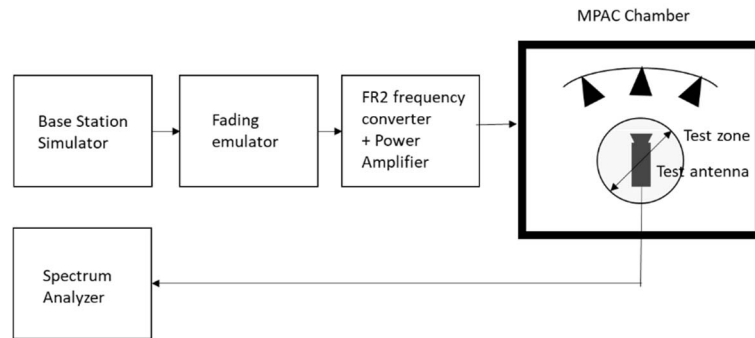 MPAC Chamber
Base Station
Simulator
Fading
emulator
FR2 frequency
converter
+ Power
Amplifier
Test zone
Test antenna
Spectrum
Analyzer